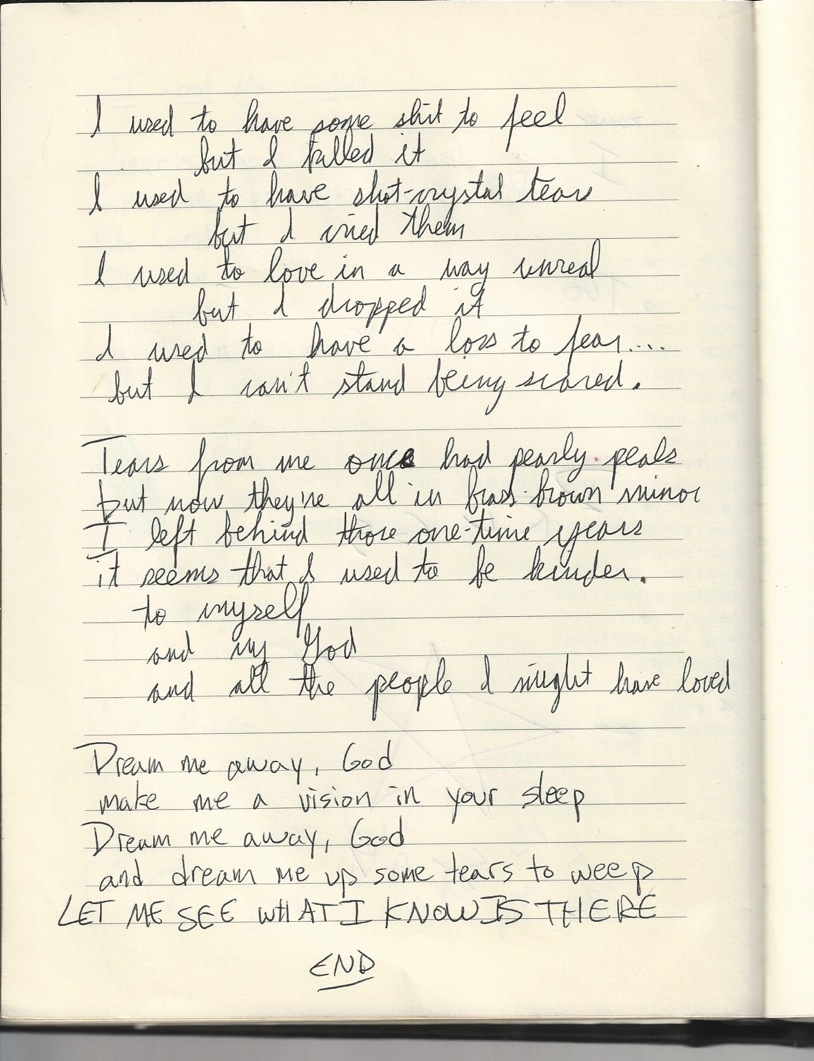 I used to have some shit to feel
but I killed it
I used to have shot-crystal tears
but I cried them
I used to love in a way unreal
but I dropped it
I used to have a loss to fear....
but I can't stand being scared.
Tears from me once had pearly peals
but now they're all in brass-brown minor
I left behind those one-time years
it seems that I used to be kinder.
to myself
and my God
and all the people I might have loved
Dream me away, God
make me a vision in your sleep
Dream me away, God
and dream me up some tears to weep
LET ME SEE WHAT I KNOW IS THERE
END